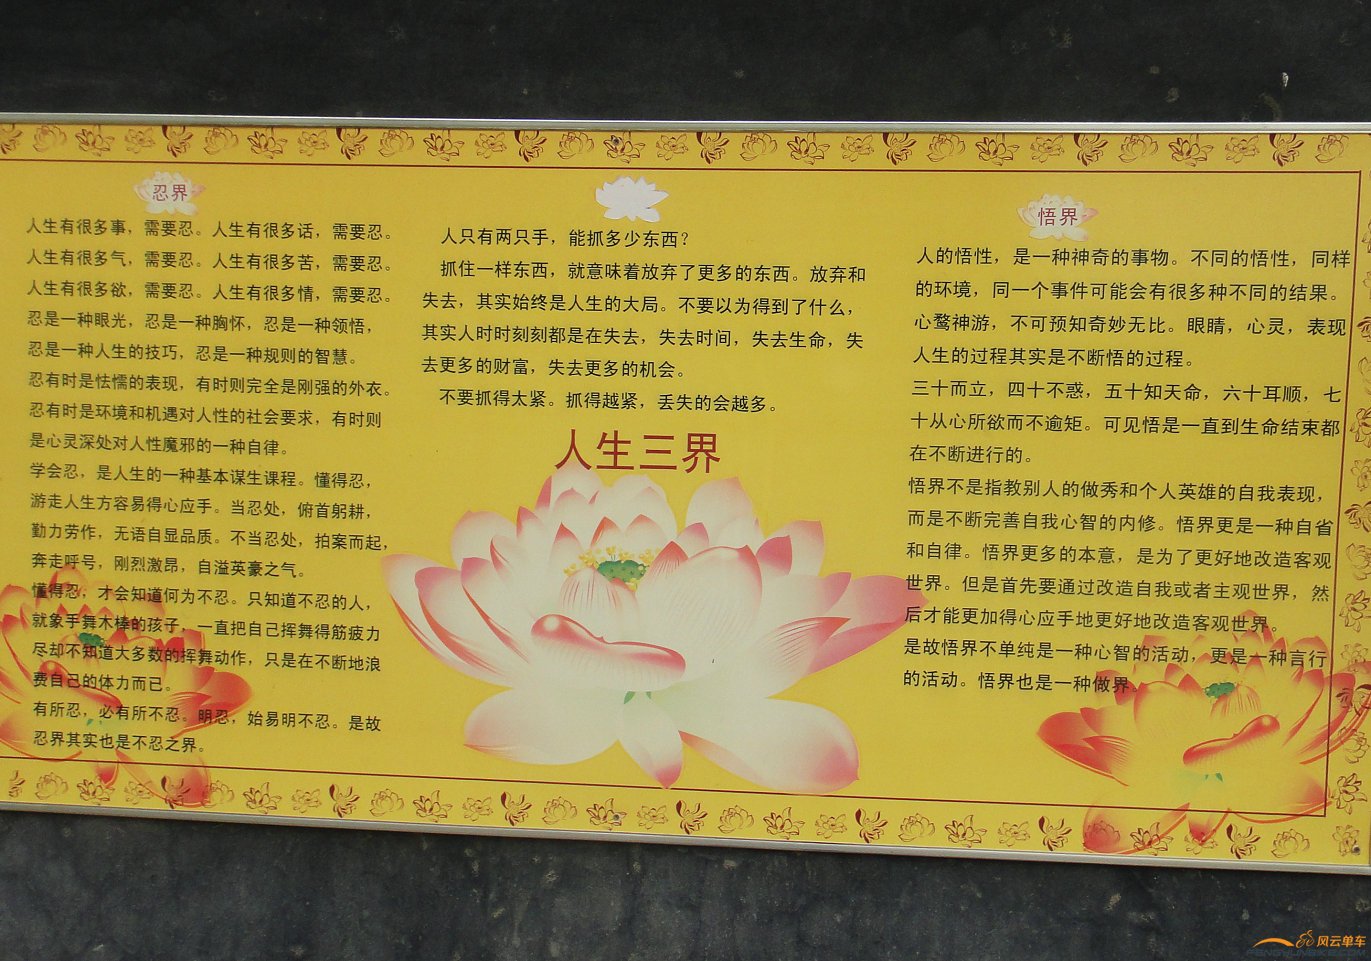 忍界
人生有很多事，需要忍。人生有很多话，需要忍。
人生有很多气，需要忍。人生有很多苦，需要忍。
人生有很多欲，需要忍。人生有很多情，需要忍。
忍是一种眼光，忍是一种胸怀，忍是一种领悟，
忍是一种人生的技巧，忍是一种规则的智慧。
忍有时是怯懦的表现，有时则完全是刚强的外衣。
忍有时是环境和机遇对人性的社会要求，有时则
是心灵深处对人性魔邪的一种自律。
学会忍，是人生的一种基本谋生课程。懂得忍，
游走人生方容易得心应手。当忍处，俯首躬耕，
勤力劳作，无语自显品质。不当忍处，拍案而起，
奔走呼号，刚烈激昂，自溢英豪之气。
懂得忍，才会知道何为不忍。只知道不忍的人，
就象手舞木棒的孩子，一直把自己挥舞得筋疲力
尽却不知道大多数的挥舞动作，只是在不断地浪
费自己的体力而已。
有所忍，必有所不忍。明忍，始易明不忍。是故
忍界其实也是不忍之界。
人只有两只手，能抓多少东西？
抓住一样东西，就意味着放弃了更多的东西。放弃和
失去，其实始终是人生的大局。不要以为得到了什么，
其实人时时刻刻都是在失去，失去时间，失去生命，失
去更多的财富，失去更多的机会。
不要抓得太紧。抓得越紧，丢失的会越多。
人生三界
悟界
人的悟性，是一种神奇的事物。不同的悟性，同样
的环境，同一个事件可能会有很多种不同的结果。
心鹜神游，不可预知奇妙无比。眼睛，心灵，表现
人生的过程其实是不断悟的过程。
三十而立，四十不惑，五十知天命，六十耳顺，七
十从心所欲而不逾矩。可见悟是一直到生命结束都
在不断进行的。
悟界不是指教别人的做秀和个人英雄的自我表现，
而是不断完善自我心智的内修。悟界更是一种自省
和自律。悟界更多的本意，是为了更好地改造客观
世界。但是首先要通过改造自我或者主观世界，然
后才能更加得心应手地更好地改造客观世界。
是故悟界不单纯是一种心智的活动，更是一种言行
的活动。悟界也是一种做界。
风云单车